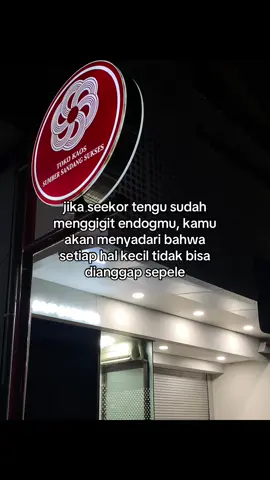 TOKO KAOS
SUMBER SANDANG SUKSES
jika seekor tengu sudah
menggigit endogmu, kamu
akan menyadari bahwa
setiap hal kecil tidak bisa
dianggap sepele